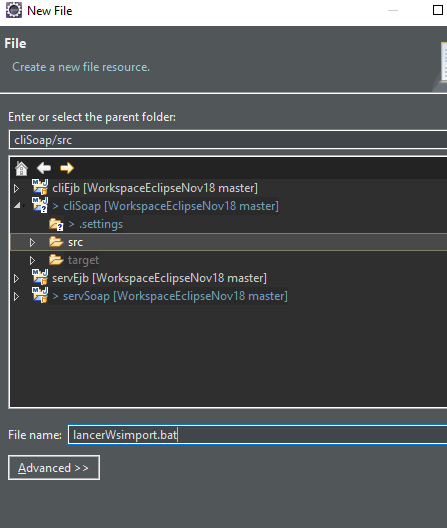 New File
File
Create a new file resource.
Enter or select the parent folder:
cliSoap/src
cliEjb [WorkspaceEclipseNov18 master]
> cliSoap [WorkspaceEclipseNov18 master]
> .settings
src
target
servEjb [WorkspaceEclipseNov18 master]
> servSoap [WorkspaceEclipseNov18 master]
File name: lancerWsimport.bat
Advanced >>